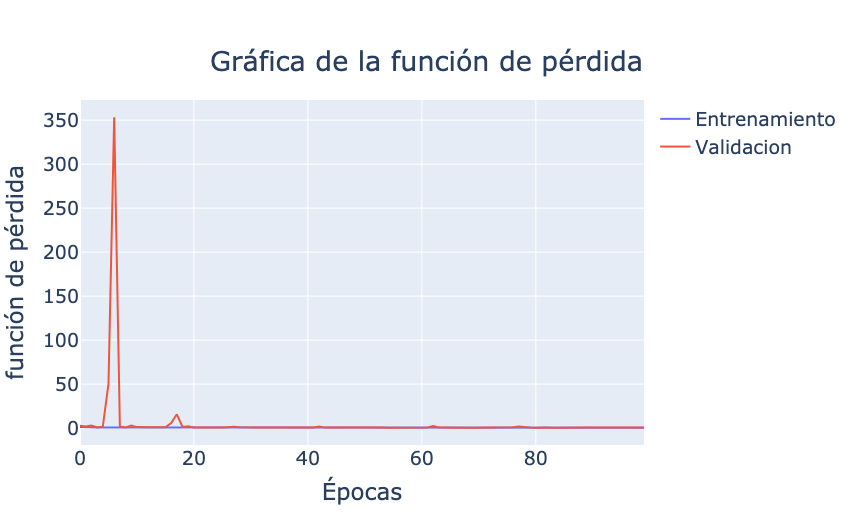 Gráfica de la función de pérdida
350
300
250
200
150
100
50
0
función de pérdida
0 20 40 60 80
Épocas
Entrenamiento
Validacion